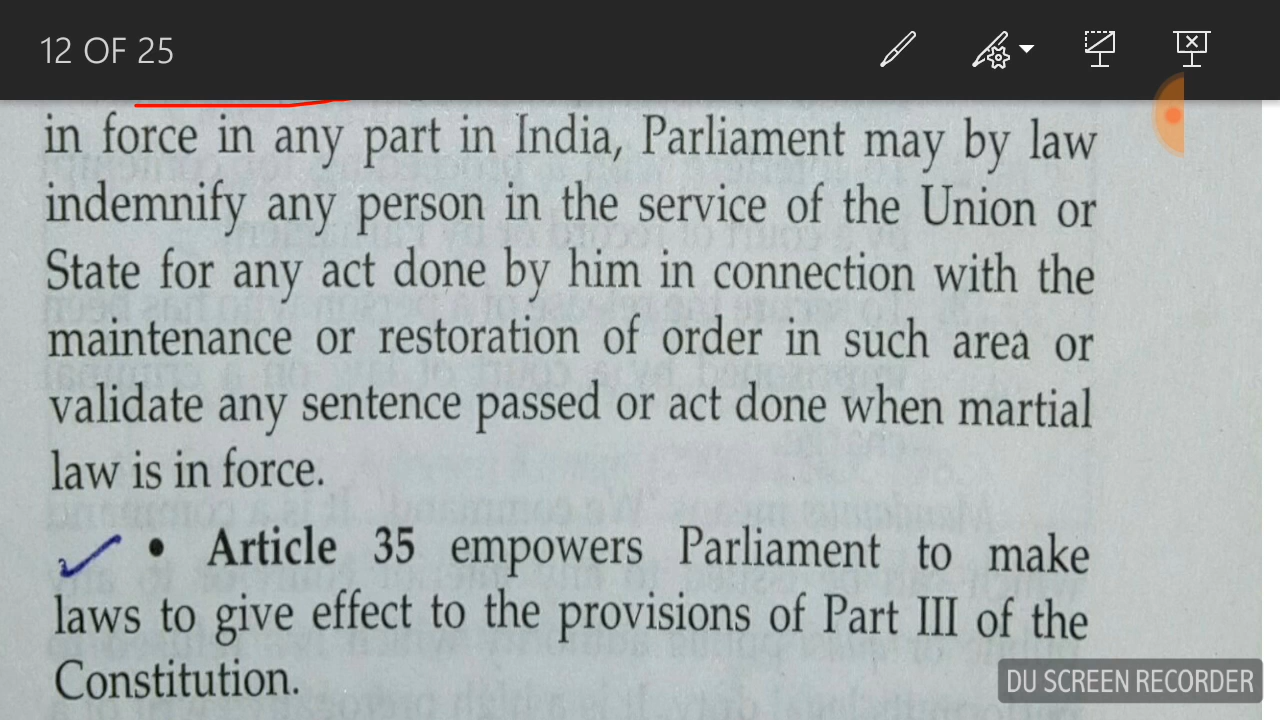 12 OF 25
in force in any part in India, Parliament may by law
indemnify any person in the service of the Union or
State for any act done by him in connection with the
maintenance or restoration of order in such area or
validate any sentence passed or act done when martial
law is in force.
• Article 35 empowers Parliament to make
laws to give effect to the provisions of Part III of the
Constitution.
DU SCREEN RECORDER